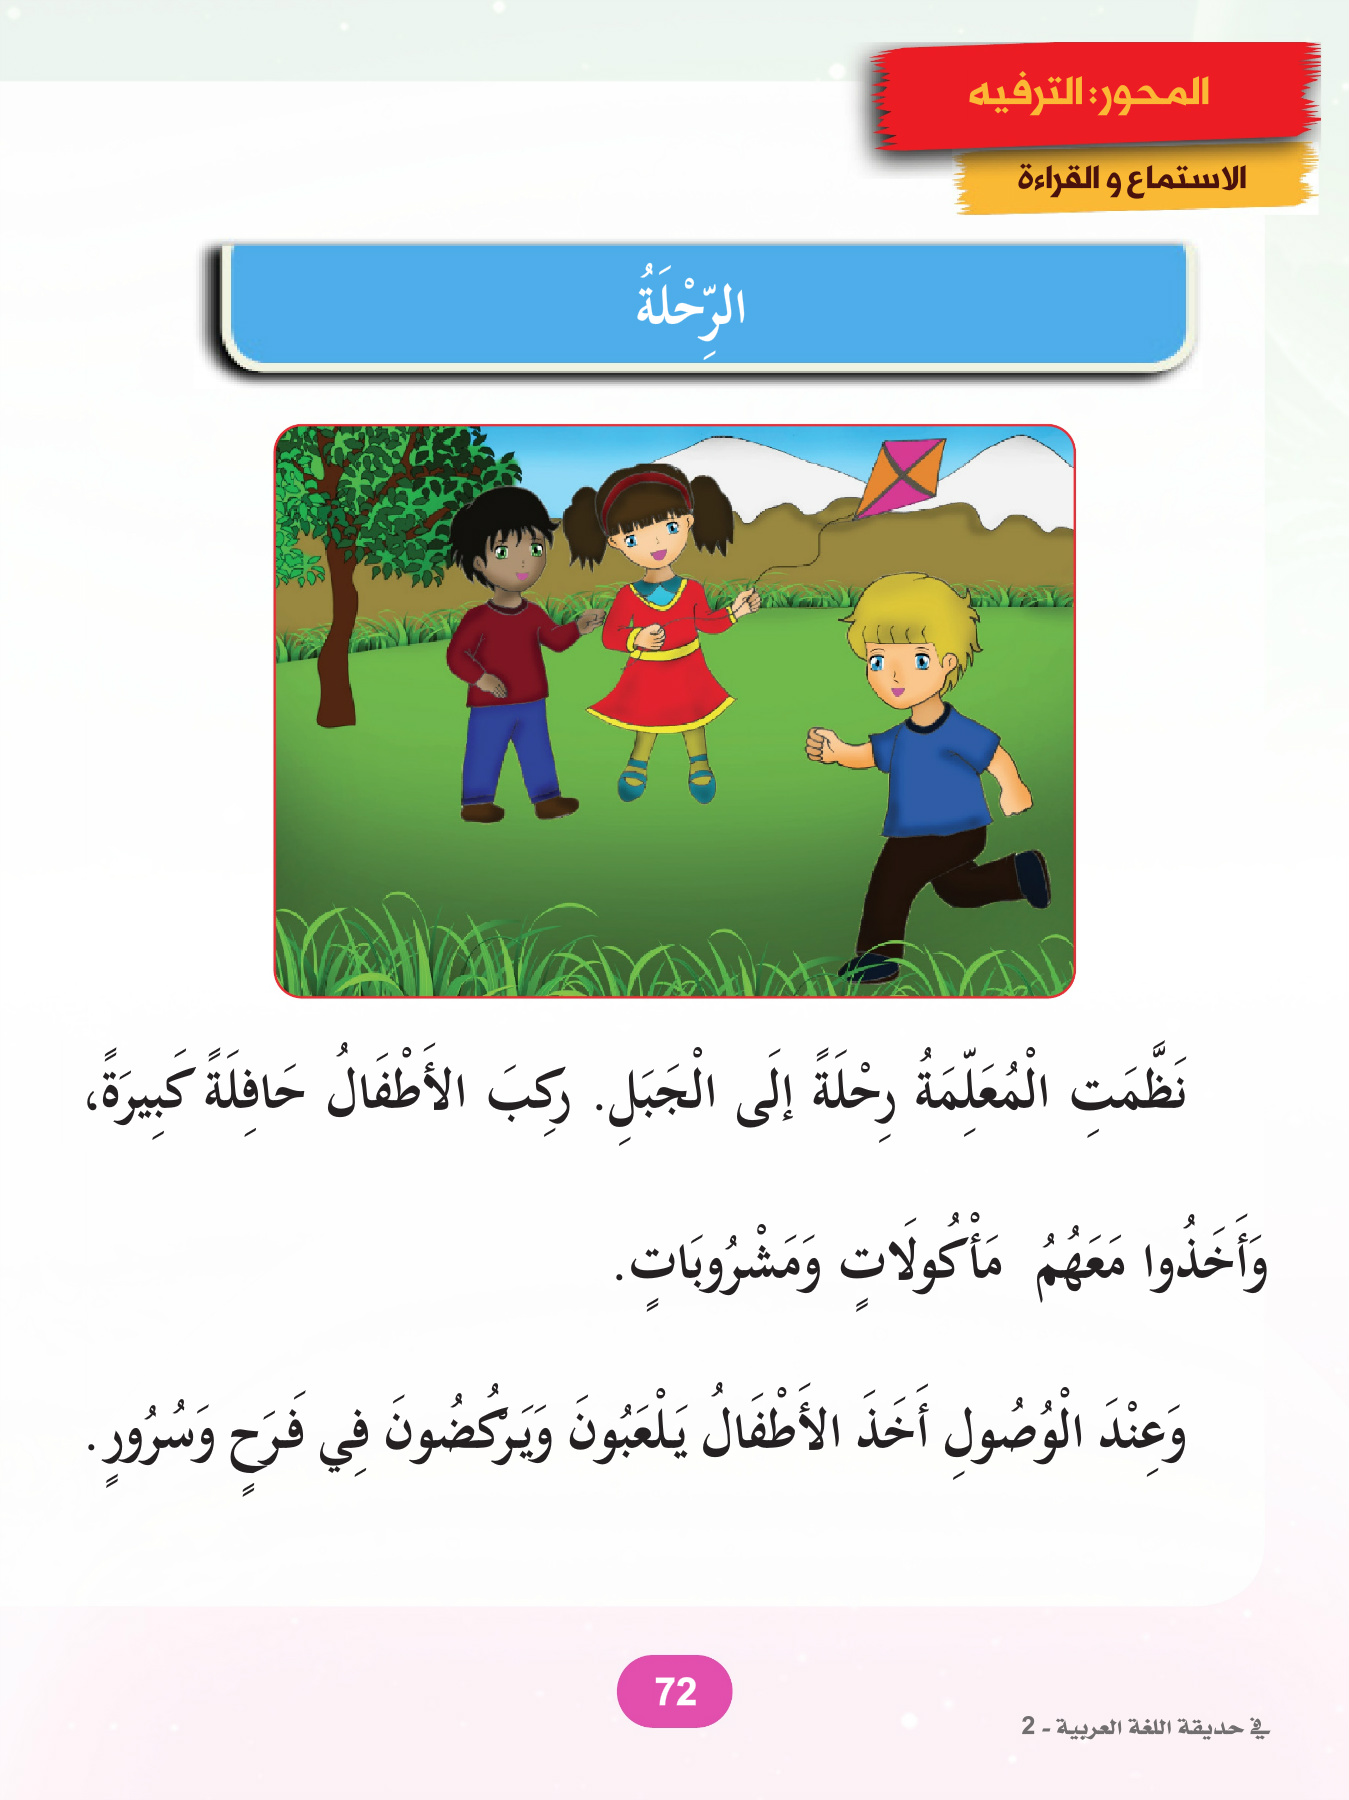 المحور: الترفيه
الاستماع و القراءة
الرِّحْلَةُ
نَظَّمَتِ الْمُعَلِّمَةُ رِحْلَةً إلَى الْجَبَلِ. رَكِبَ الأَطْفَالُ حَافِلَةً كَبِيرَةً،
وَأَخَذُوا مَعَهُمُ مَأْكُولَاتٍ وَمَشْرُوبَاتٍ.
وَعِنْدَ الْوُصُولِ أَخَذَ الأَطْفَالُ يَلْعَبُونَ وَيَرْكُضُونَ فِي فَرَحٍ وَسُرُورٍ.
72
في حديقة اللغة العربية - 2